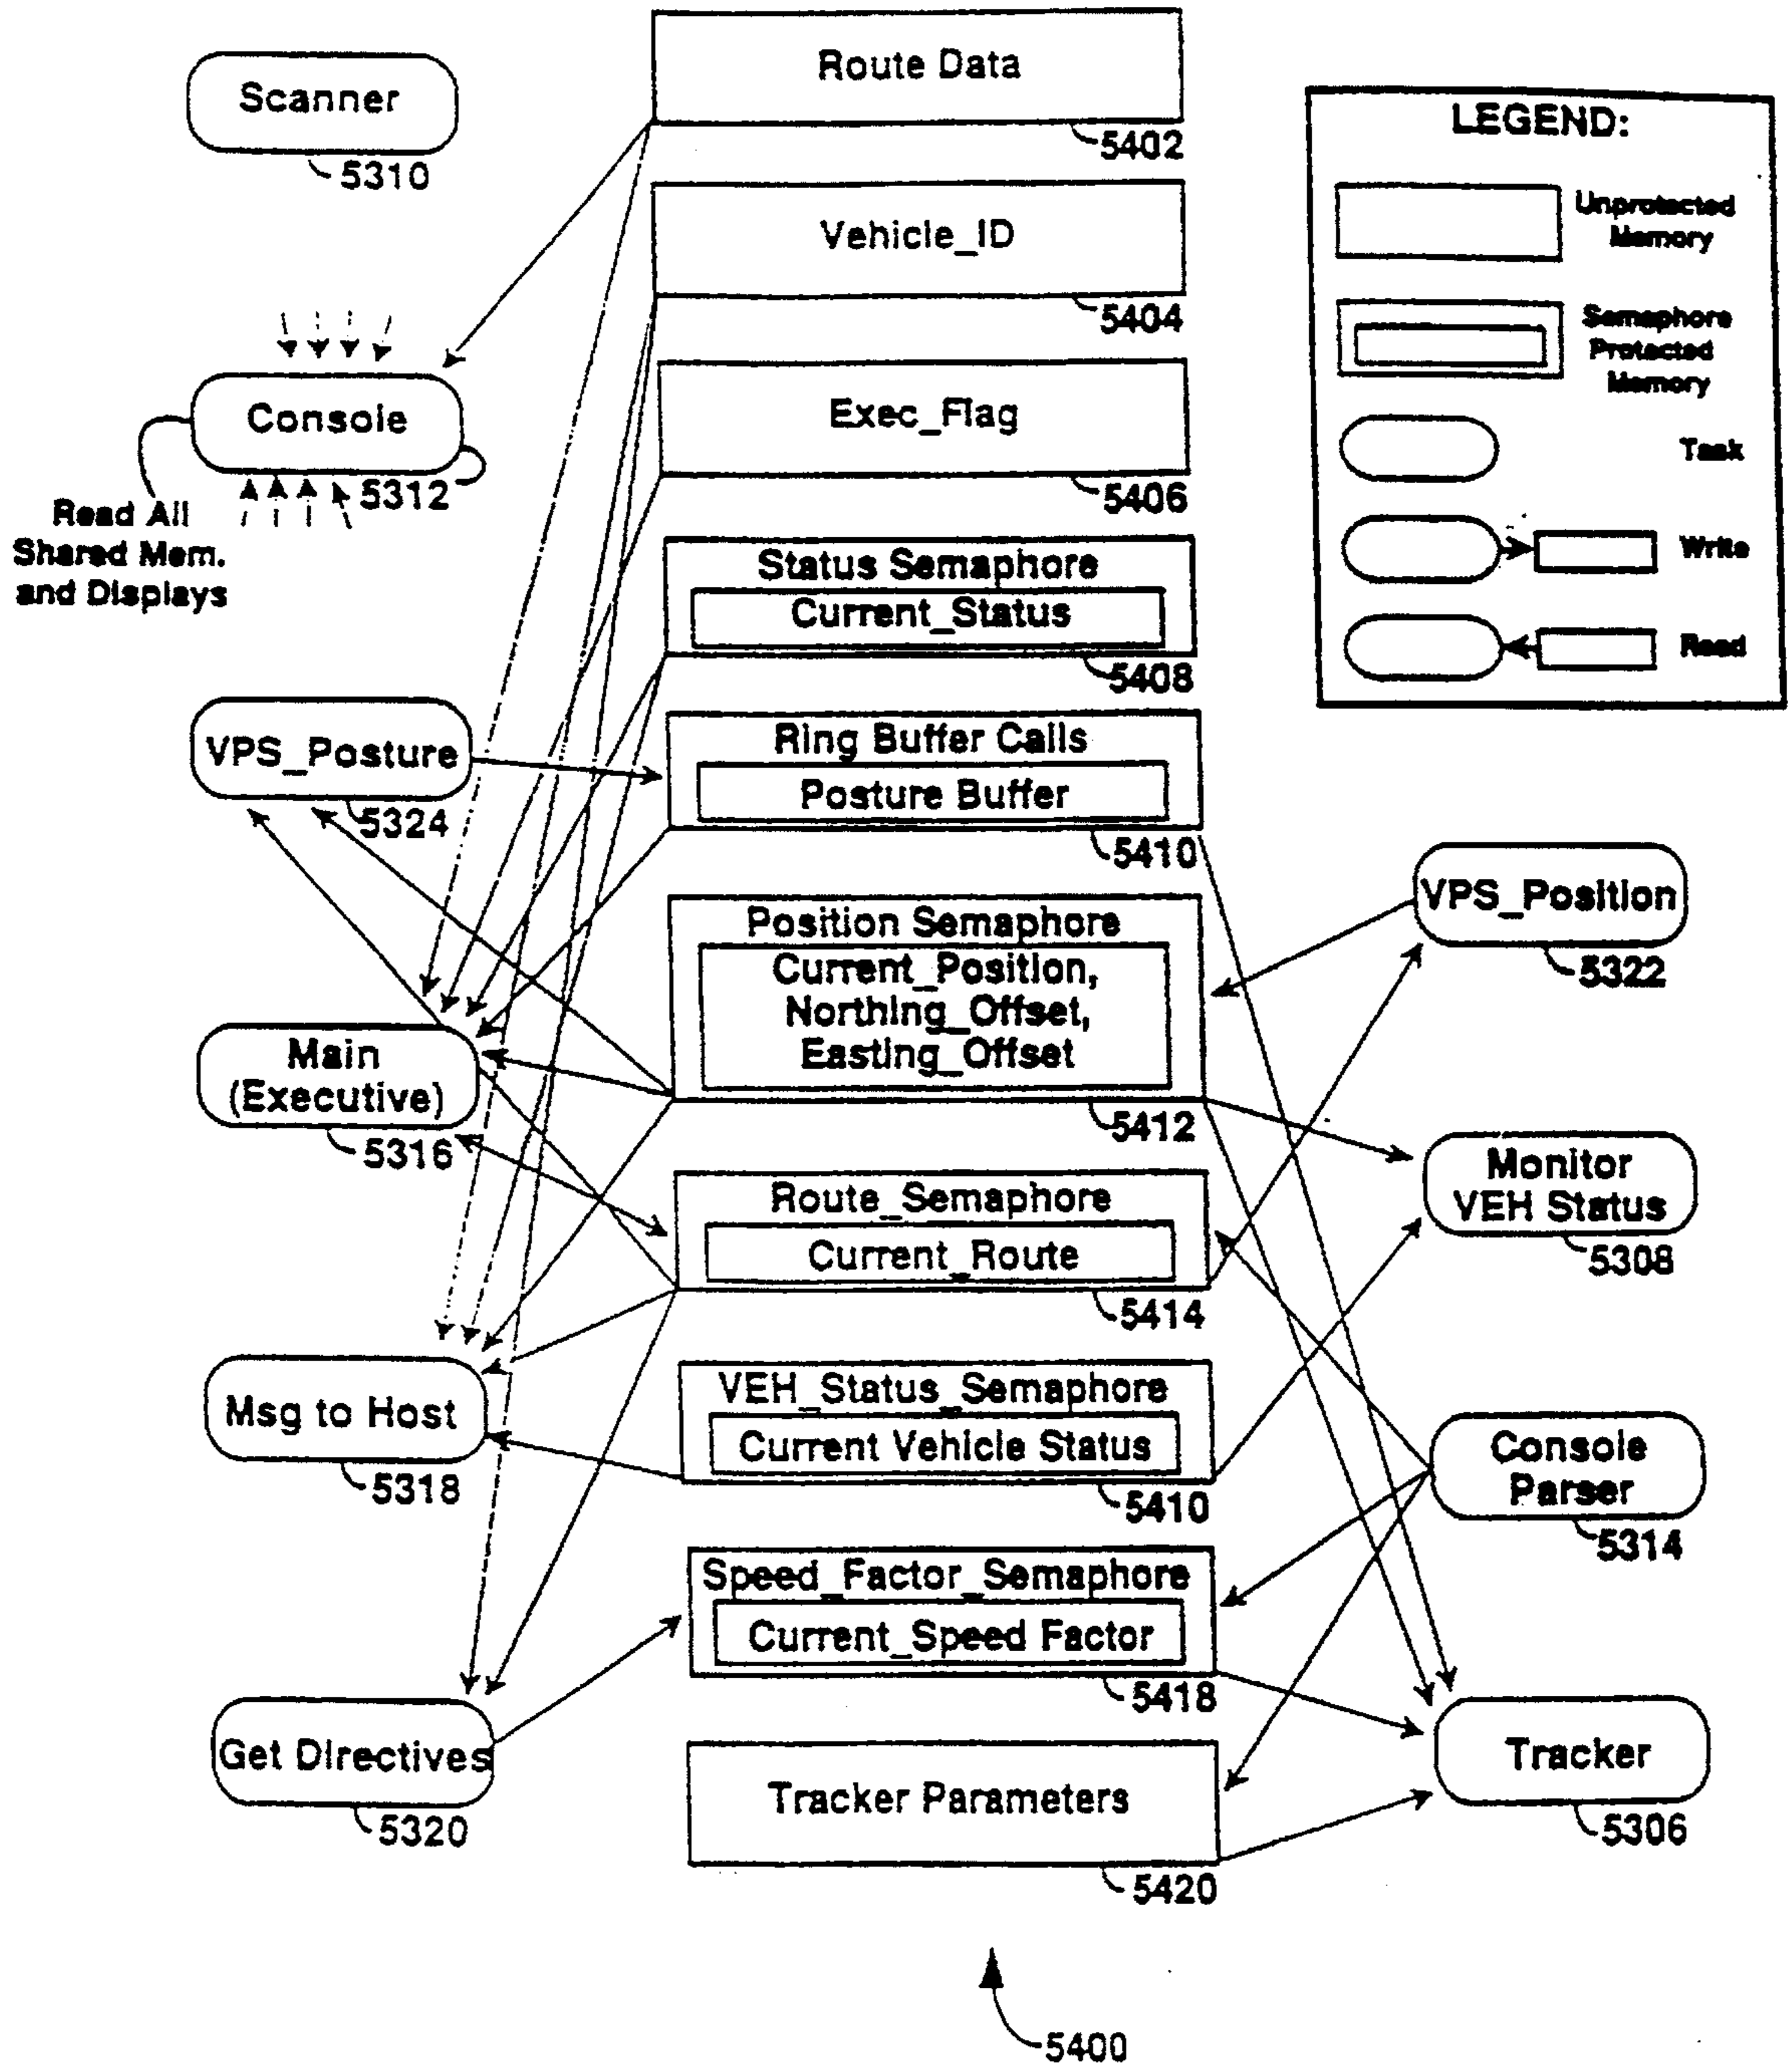 Route Data
5402
Scanner
5310
Vehicle_ID
5404
Exec_Flag
5406
Console
5312
Read All
Shared Mem.
and Displays
Status Semaphore
Current_Status
5408
VPS_Posture
5324
Ring Buffer Calls
Posture Buffer
5410
Position Semaphore
Current_Position,
Northing_Offset,
Easting_Offset
5412
VPS_Position
5322
Main
(Executive)
5316
Monitor
VEH Status
5308
Route_Semaphore
Current_Route
5414
Msg to Host
5318
VEH_Status_Semaphore
Current Vehicle Status
5410
Console
Parser
5314
Speed_Factor_Semaphore
Current_Speed Factor
5418
Get Directives
5320
Tracker Parameters
5420
Tracker
5306
5400
LEGEND:
Unprotected
Memory
Semaphore
Protected
Memory
Task
Write
Read